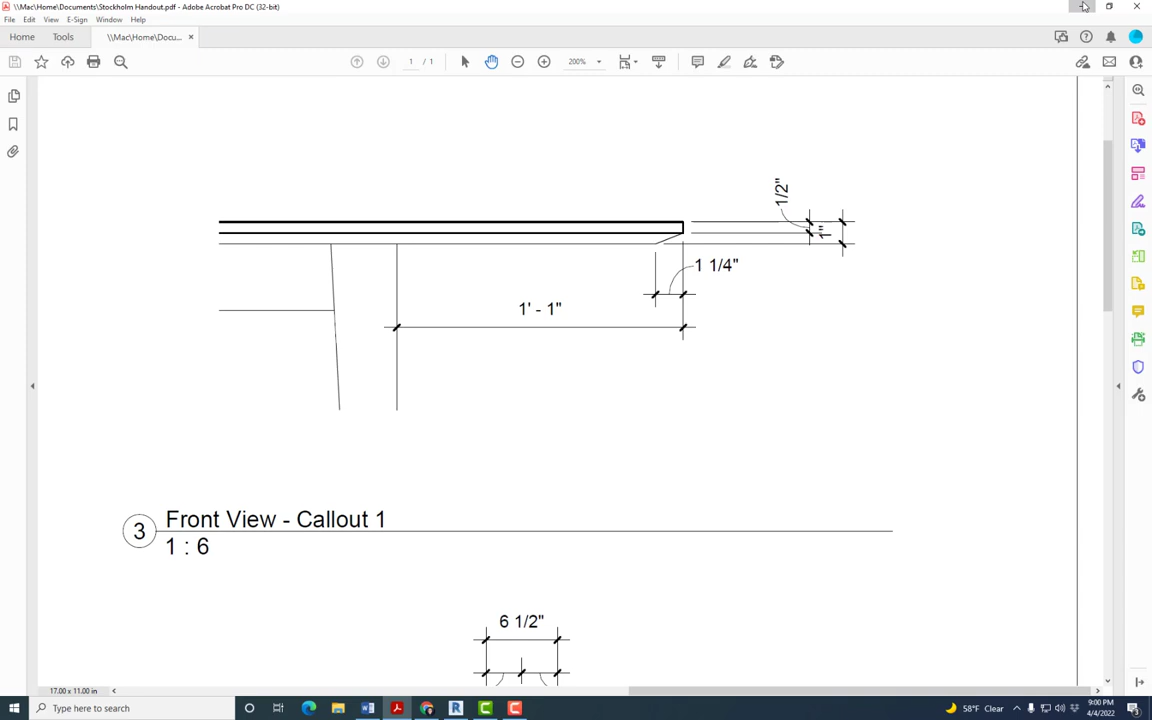 \\Mac\Home\Documents\Stockholm Handout.pdf - Adobe Acrobat Pro DC (32-bit)
File Edit View E-Sign Window Help
Home Tools \\Mac\Home\Docu... ×
1 / 1 200%
1/2"
1"
1 1/4"
1' - 1"
3 Front View - Callout 1
1 : 6
6 1/2"
17.00 x 11.00 in
Type here to search
58°F Clear
9:00 PM
4/4/2022
3